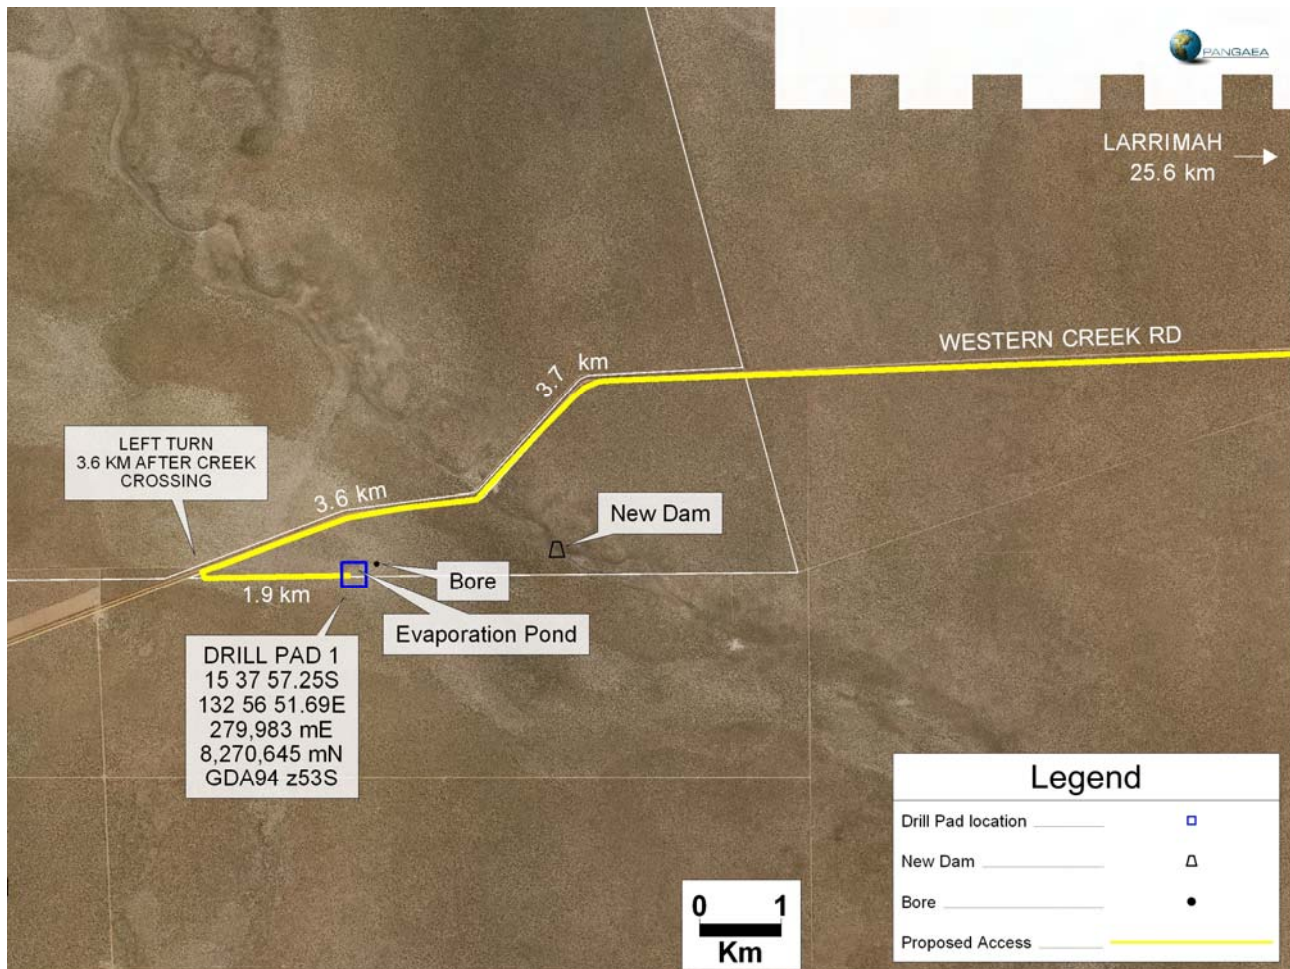 PANGAEA
LARRIMAH
25.6 km
WESTERN CREEK RD
3.7 km
LEFT TURN
3.6 KM AFTER CREEK
CROSSING
3.6 km
New Dam
Bore
1.9 km
Evaporation Pond
DRILL PAD 1
15 37 57.25S
132 56 51.69E
279,983 mE
8,270,645 mN
GDA94 z53S
Legend
Drill Pad location
New Dam
Bore
Proposed Access
0 1
Km